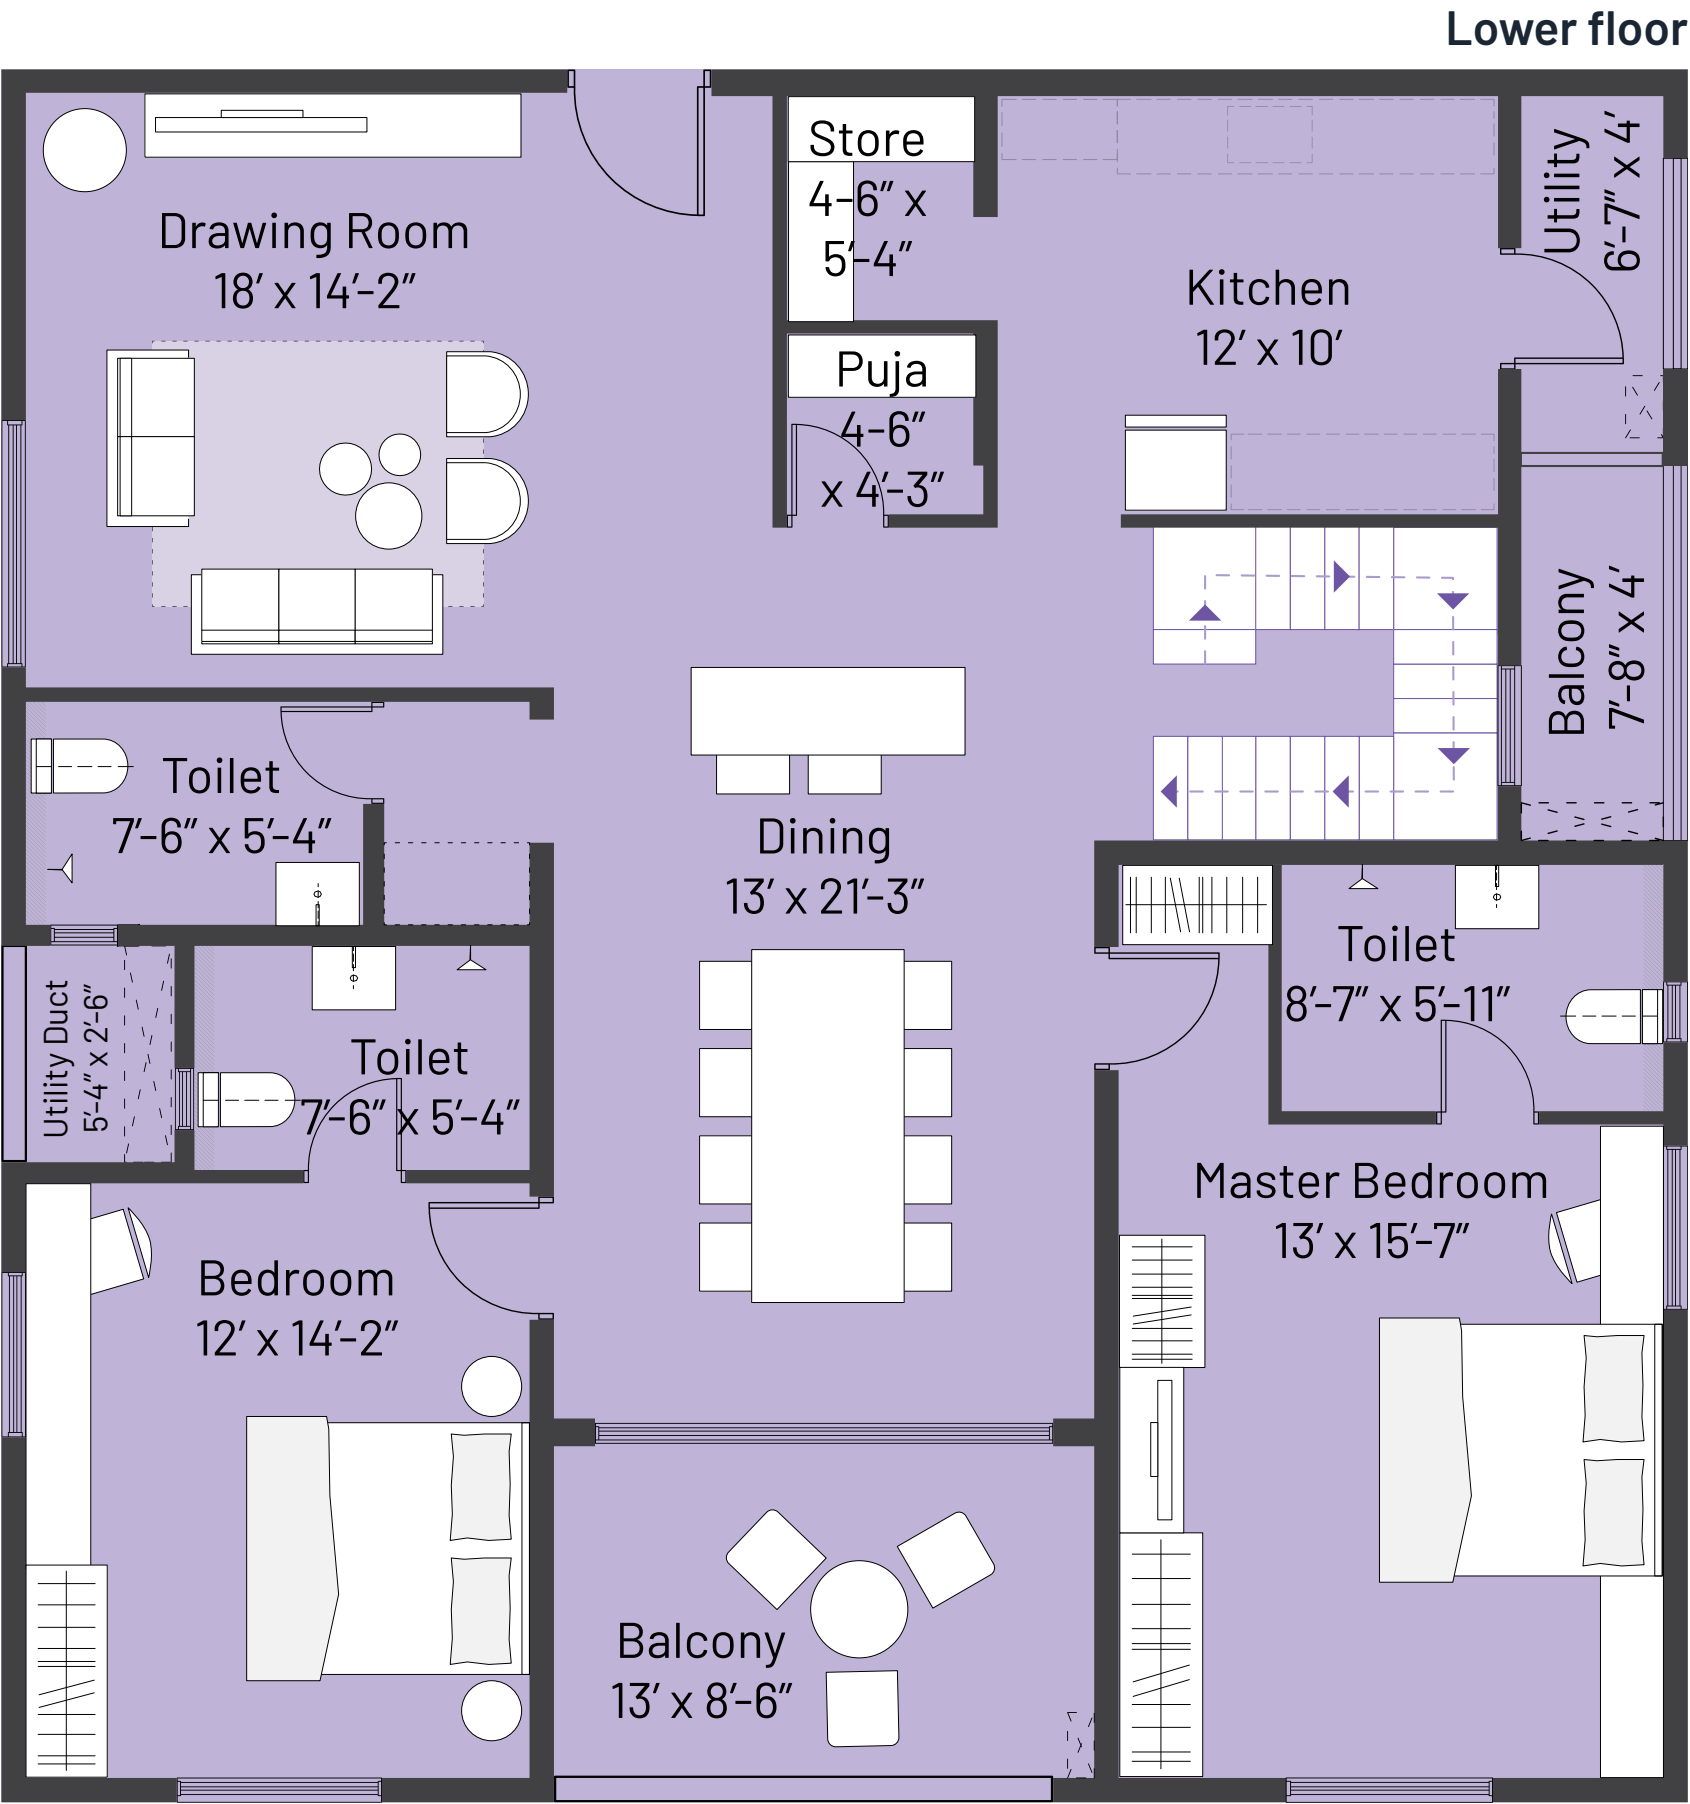 Lower floor
Drawing Room
18′ x 14′-2″
Store
4-6″ x
5′-4″
Puja
4-6″
x 4′-3″
Kitchen
12′ x 10′
Utility
6′-7″ x 4′
Balcony
7′-8″ x 4′
Toilet
7′-6″ x 5′-4″
Dining
13′ x 21′-3″
Utility Duct
5′-4″ x 2′-6″
Toilet
7′-6″ x 5′-4″
Toilet
8′-7″ x 5′-11″
Master Bedroom
13′ x 15′-7″
Bedroom
12′ x 14′-2″
Balcony
13′ x 8′-6″